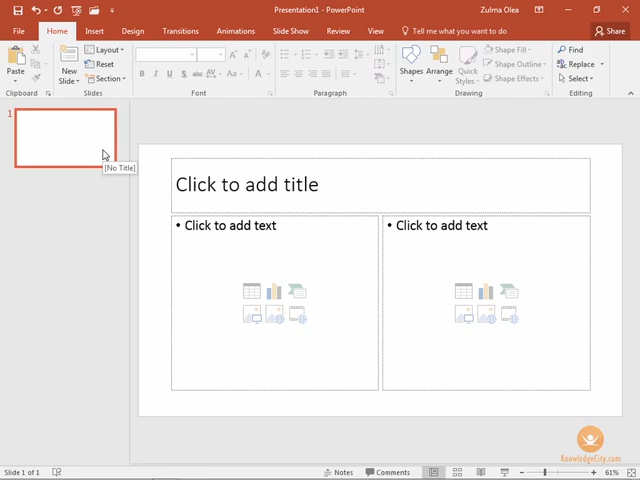 Presentation1 - PowerPoint
Zulma Olea
File Home Insert Design Transitions Animations Slide Show Review View Tell me what you want to do... Share
Paste
New Slide
Layout
Reset
Section
B I U S abc AV Aa A
Shapes
Arrange
Quick Styles
Shape Fill
Shape Outline
Shape Effects
Find
Replace
Select
Clipboard Slides Font Paragraph Drawing Editing
1
[No Title]
Click to add title
• Click to add text
• Click to add text
KnowledgeCity.com
Slide 1 of 1
Notes
Comments
61%